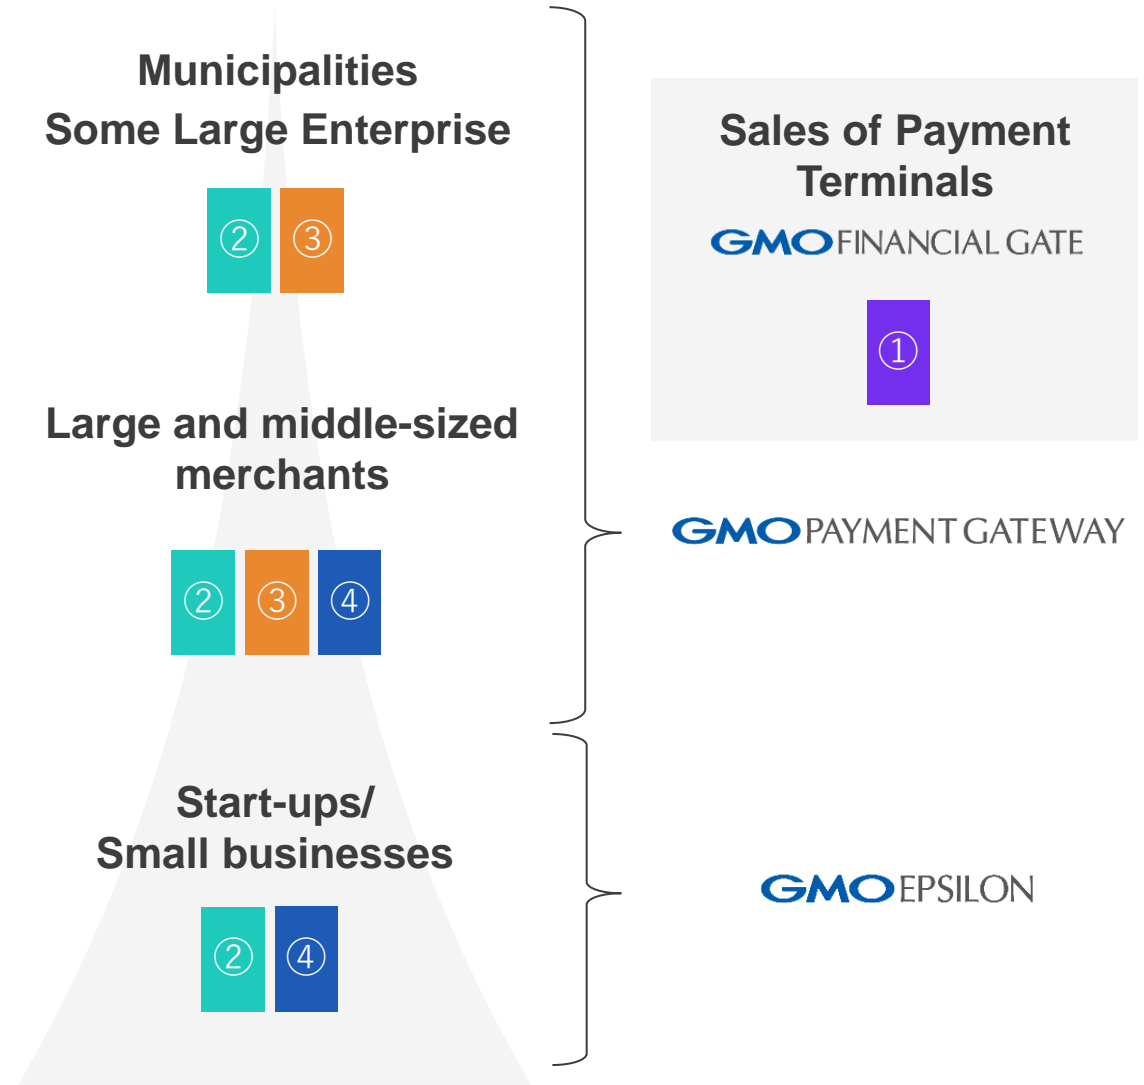 Municipalities
Some Large Enterprise
② ③
Large and middle-sized
merchants
② ③ ④
Start-ups/
Small businesses
② ④
Sales of Payment
Terminals
GMO FINANCIAL GATE
①
GMO PAYMENT GATEWAY
GMO EPSILON